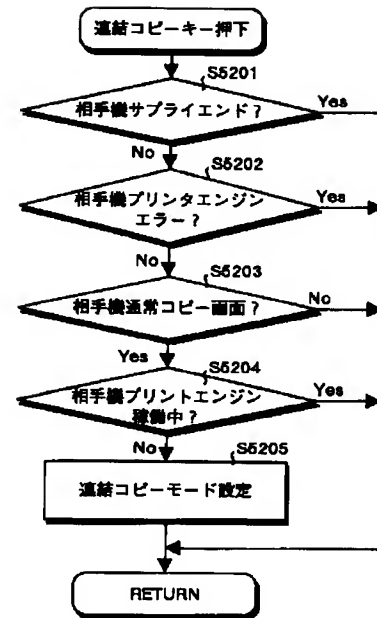 連結コピーキー押下
S5201
相手機サプライエンド？
Yes
No
S5202
相手機プリンタエンジン
エラー？
Yes
No
S5203
相手機通常コピー画面？
No
Yes
S5204
相手機プリントエンジン
稼働中？
Yes
No
S5205
連結コピーモード設定
RETURN